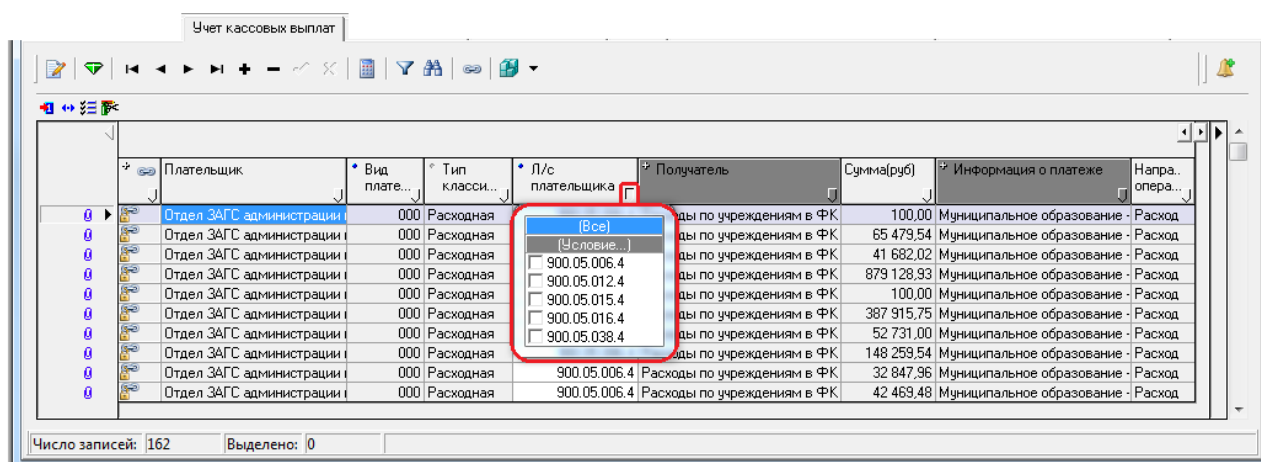 Учет кассовых выплат
Плательщик Вид плате... Тип класси... Л/с плательщика Получатель Сумма(руб) Информация о платеже Напра.. опера...
Отдел ЗАГС администрации 000 Расходная ды по учреждениям в ФК 100,00 Муниципальное образование - Расход
(Все)
Отдел ЗАГС администрации 000 Расходная ды по учреждениям в ФК 65 479,54 Муниципальное образование - Расход
(Условие...)
Отдел ЗАГС администрации 000 Расходная ды по учреждениям в ФК 41 682,02 Муниципальное образование - Расход
900.05.006.4
Отдел ЗАГС администрации 000 Расходная ды по учреждениям в ФК 879 128,93 Муниципальное образование - Расход
900.05.012.4
Отдел ЗАГС администрации 000 Расходная ды по учреждениям в ФК 100,00 Муниципальное образование - Расход
900.05.015.4
Отдел ЗАГС администрации 000 Расходная ды по учреждениям в ФК 387 915,75 Муниципальное образование - Расход
900.05.016.4
Отдел ЗАГС администрации 000 Расходная ды по учреждениям в ФК 52 731,00 Муниципальное образование - Расход
900.05.038.4
Отдел ЗАГС администрации 000 Расходная по учреждениям в ФК 148 259,54 Муниципальное образование - Расход
Отдел ЗАГС администрации 000 Расходная 900.05.006.4 Расходы по учреждениям в ФК 32 847,96 Муниципальное образование - Расход
Отдел ЗАГС администрации 000 Расходная 900.05.006.4 Расходы по учреждениям в ФК 42 469,48 Муниципальное образование - Расход
Число записей: 162 Выделено: 0